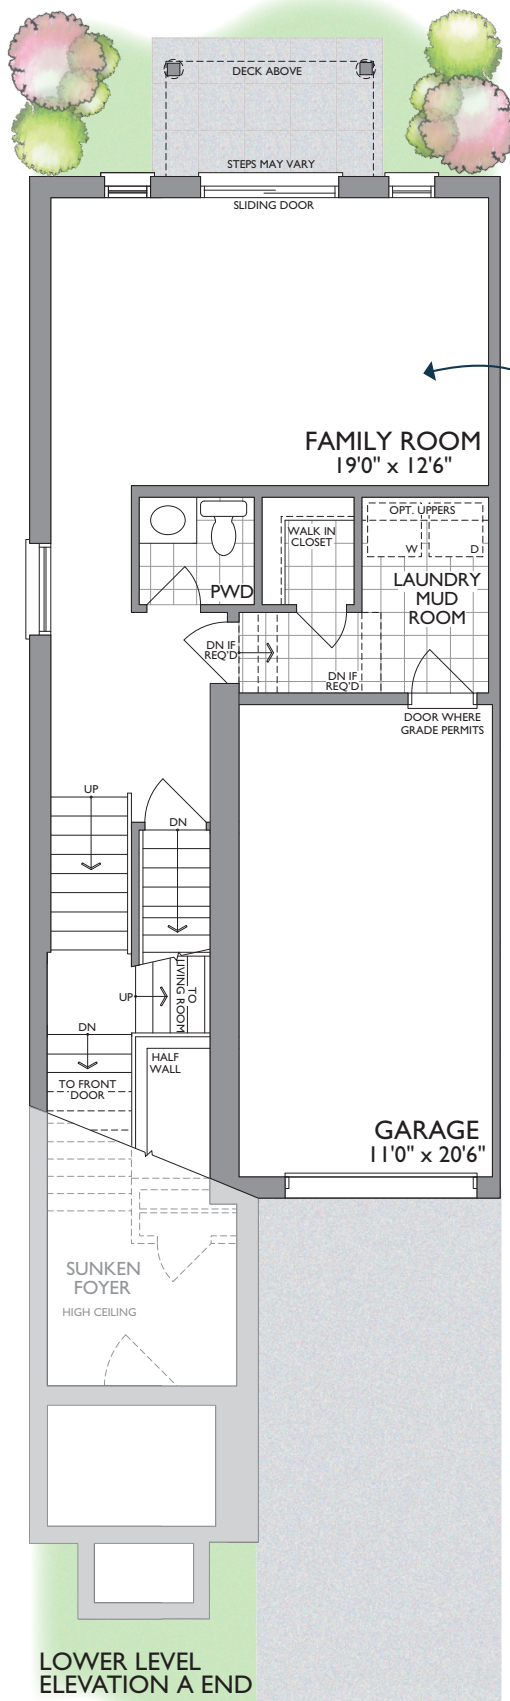 DECK ABOVE
STEPS MAY VARY
SLIDING DOOR
FAMILY ROOM
19'0" x 12'6"
OPT. UPPERS
WALK IN
CLOSET
W
D
PWD
LAUNDRY
MUD
ROOM
DN IF
REQ'D
DN IF
REQ'D
DOOR WHERE
GRADE PERMITS
UP
DN
UP
TO
LIVING ROOM
DN
HALF
WALL
TO FRONT
DOOR
GARAGE
11'0" x 20'6"
SUNKEN
FOYER
HIGH CEILING
LOWER LEVEL
ELEVATION A END